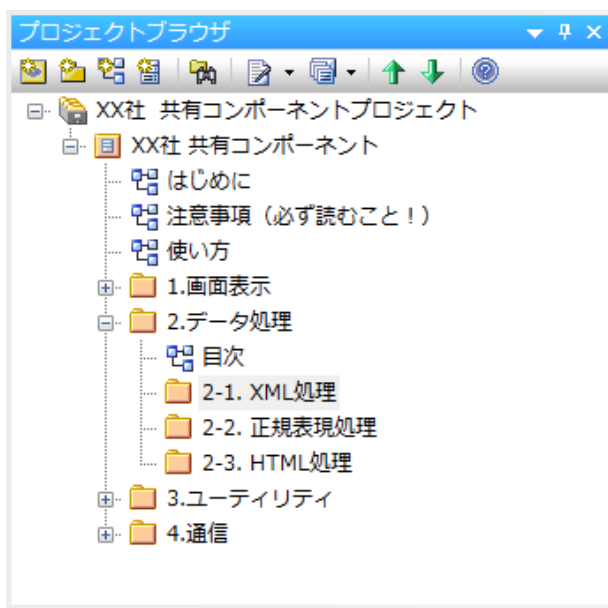 プロジェクトブラウザ
XX社 共有コンポーネントプロジェクト
XX社 共有コンポーネント
はじめに
注意事項（必ず読むこと！）
使い方
1.画面表示
2.データ処理
目次
2-1. XML処理
2-2. 正規表現処理
2-3. HTML処理
3.ユーティリティ
4.通信